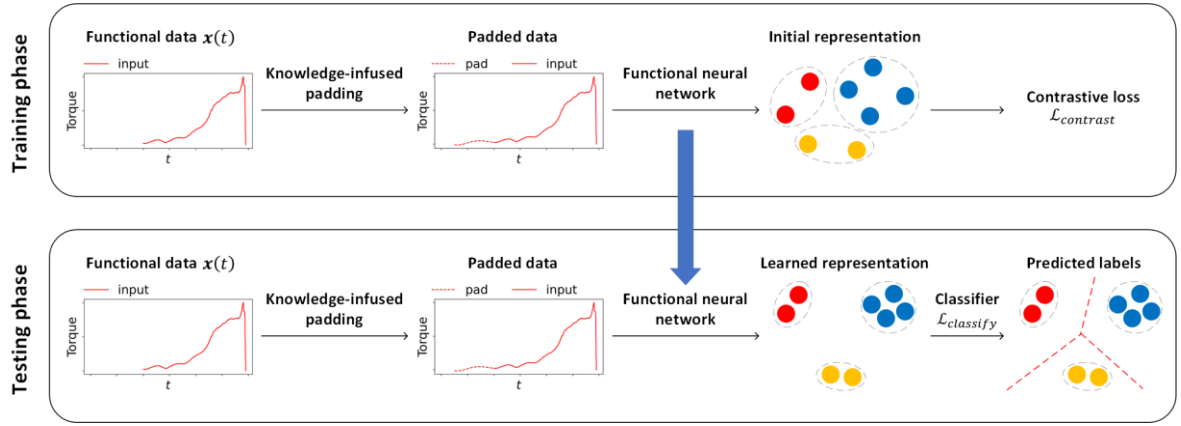 Training phase
Functional data x(t)
input
Torque
t
Knowledge-infused
padding
Padded data
pad input
Torque
t
Functional neural
network
Initial representation
Contrastive loss
ℒcontrast
Testing phase
Functional data x(t)
input
Torque
t
Knowledge-infused
padding
Padded data
pad input
Torque
t
Functional neural
network
Learned representation
Classifier
ℒclassify
Predicted labels